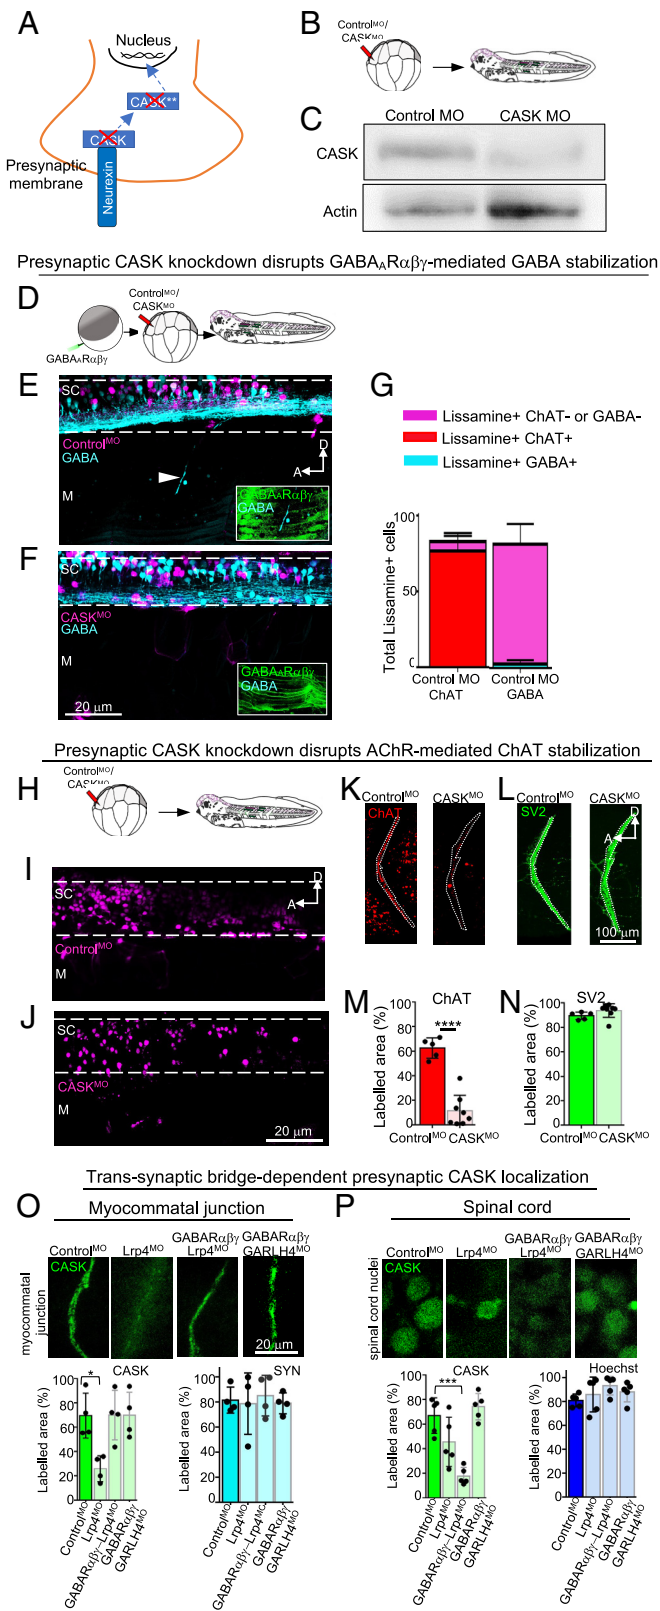 A
Nucleus
CASK**
CASK
Presynaptic
membrane
Neurexin
B
Control^MO/
CASK^MO
C
Control MO CASK MO
CASK
Actin
Presynaptic CASK knockdown disrupts GABA_ARαβγ-mediated GABA stabilization
D
Control^MO/
CASK^MO
GABA_ARαβγ
E
SC
Control^MO
GABA
D
A
M
GABA_ARαβγ
GABA
F
SC
CASK^MO
GABA
M
GABA_ARαβγ
GABA
20 μm
G
Lissamine+ ChAT- or GABA-
Lissamine+ ChAT+
Lissamine+ GABA+
Total Lissamine+ cells
100
50
0
Control MO Control MO
ChAT GABA
Presynaptic CASK knockdown disrupts AChR-mediated ChAT stabilization
H
Control^MO/
CASK^MO
I
SC
D
A
Control^MO
M
J
SC
CASK^MO
M
20 μm
K
Control^MO CASK^MO
ChAT
L
Control^MO CASK^MO
SV2
D
A
100 μm
M
ChAT
Labelled area (%)
100
80
60
40
20
0
****
Control^MO CASK^MO
N
SV2
Labelled area (%)
100
80
60
40
20
0
Control^MO CASK^MO
Trans-synaptic bridge-dependent presynaptic CASK localization
O
Myocommatal junction
Control^MO Lrp4^MO GABARαβγ Lrp4^MO GABARαβγ GARLH4^MO
CASK
myocommatal
junction
20 μm
CASK
Labelled area (%)
100
80
60
40
20
0
*
Control^MO
Lrp4^MO
GABARαβγ–Lrp4^MO
GABARαβγ
GARLH4^MO
SYN
Labelled area (%)
100
80
60
40
20
0
Control^MO
Lrp4^MO
GABARαβγ–Lrp4^MO
GABARαβγ
GARLH4^MO
P
Spinal cord
Control^MO Lrp4^MO GABARαβγ Lrp4^MO GABARαβγ GARLH4^MO
CASK
spinal cord nuclei
CASK
Labelled area (%)
100
80
60
40
20
0
***
Control^MO
Lrp4^MO
GABARαβγ–Lrp4^MO
GABARαβγ
GARLH4^MO
Hoechst
Labelled area (%)
100
80
60
40
20
0
Control^MO
Lrp4^MO
GABARαβγ–Lrp4^MO
GABARαβγ
GARLH4^MO